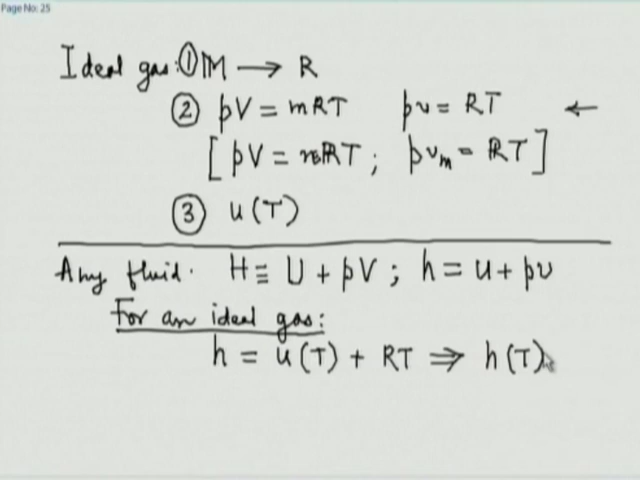 Page No: 25
Ideal gas: ① 𝕄 → R
② pV = mRT   pv = RT ←
[ pV = nℝT ; pvₘ = ℝT ]
③ u(T)
Any fluid. H ≡ U + pV ; h = u + pv
For an ideal gas:
h = u(T) + RT ⇒ h(T)